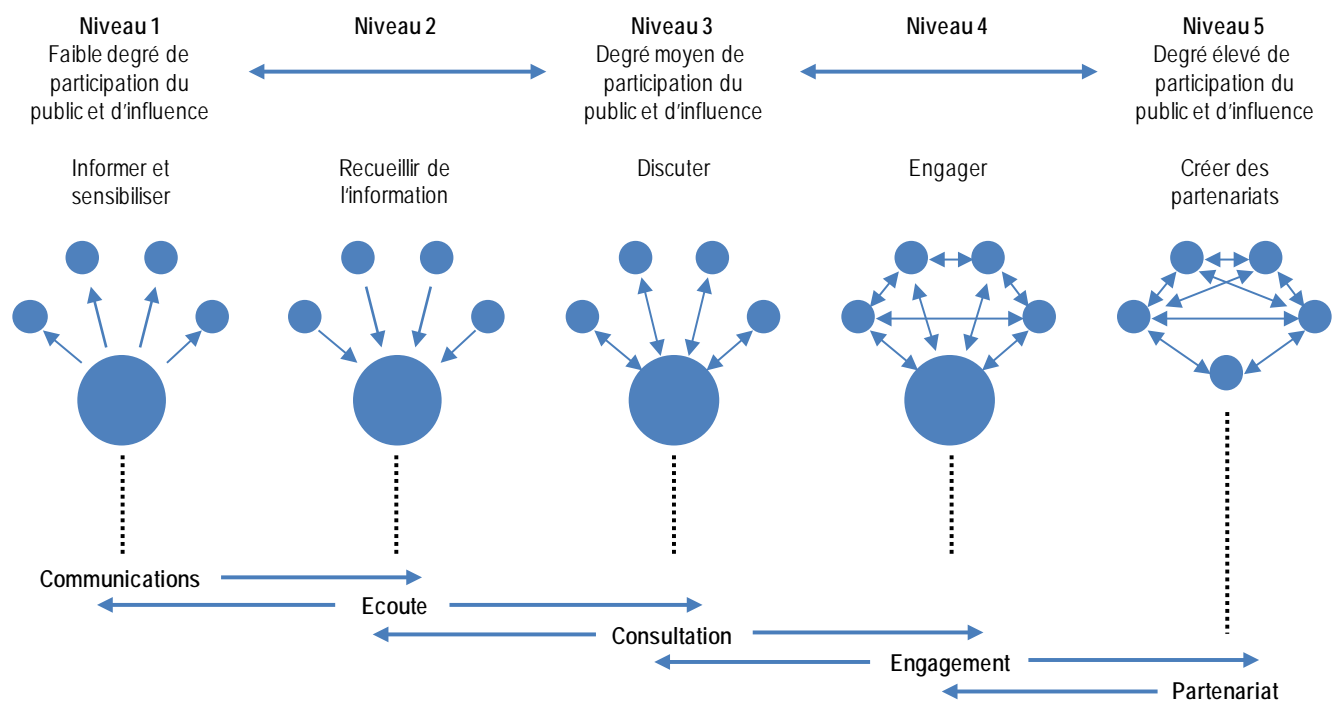 Niveau 1
Faible degré de
participation du
public et d'influence
Niveau 2
Niveau 3
Degré moyen de
participation du
public et d'influence
Niveau 4
Niveau 5
Degré élevé de
participation du
public et d'influence
Informer et
sensibiliser
Recueillir de
l'information
Discuter
Engager
Créer des
partenariats
Communications
Ecoute
Consultation
Engagement
Partenariat